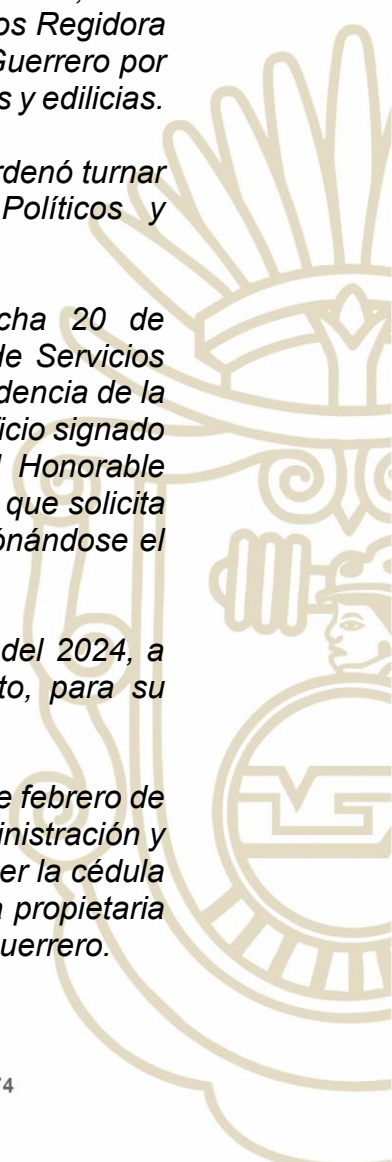 os Regidora
Guerrero por
s y edilicias.
rdenó turnar
Políticos y
cha 20 de
de Servicios
dencia de la
icio signado
Honorable
que solicita
ónándose el
del 2024, a
to, para su
e febrero de
inistración y
er la cédula
a propietaria
uerrero.
74